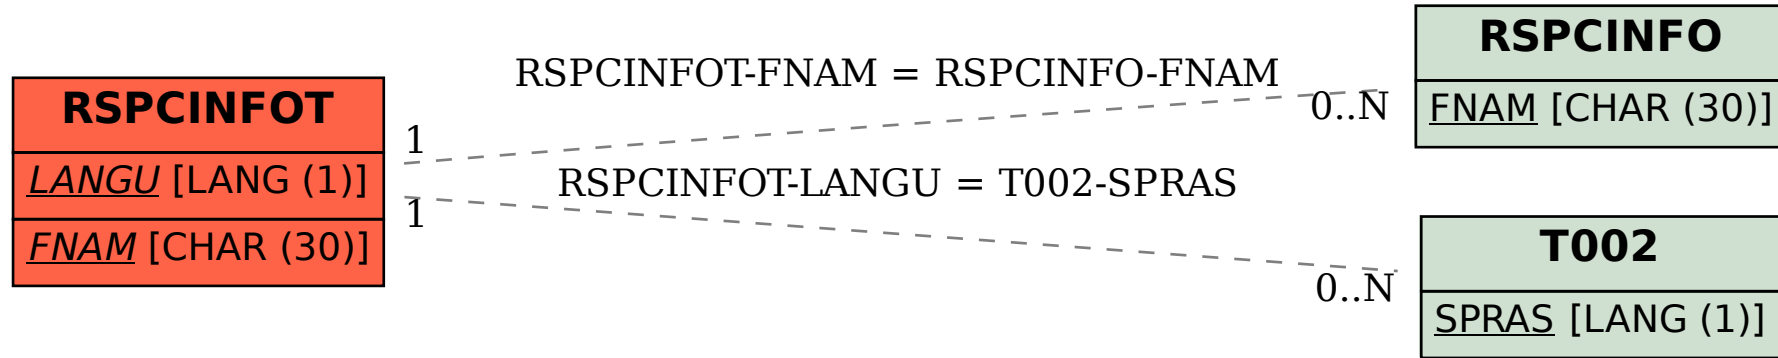 RSPCINFOT
LANGU [LANG (1)]
FNAM [CHAR (30)]
RSPCINFOT-FNAM = RSPCINFO-FNAM
1
0..N
RSPCINFOT-LANGU = T002-SPRAS
1
0..N
RSPCINFO
FNAM [CHAR (30)]
T002
SPRAS [LANG (1)]